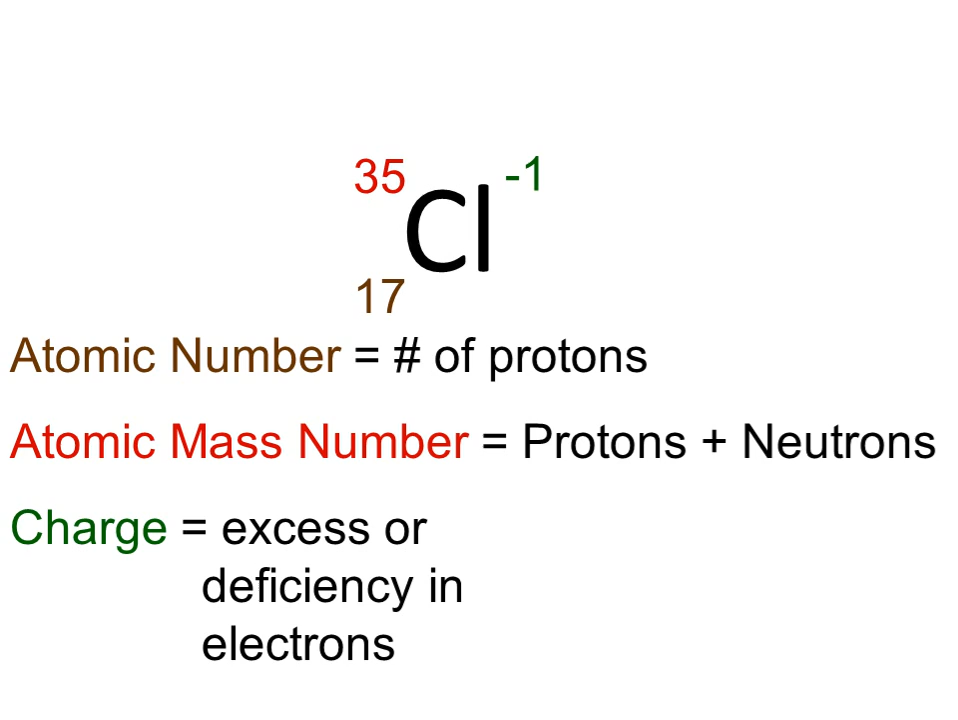 35 Cl -1
17
Atomic Number = # of protons
Atomic Mass Number = Protons + Neutrons
Charge = excess or
deficiency in
electrons